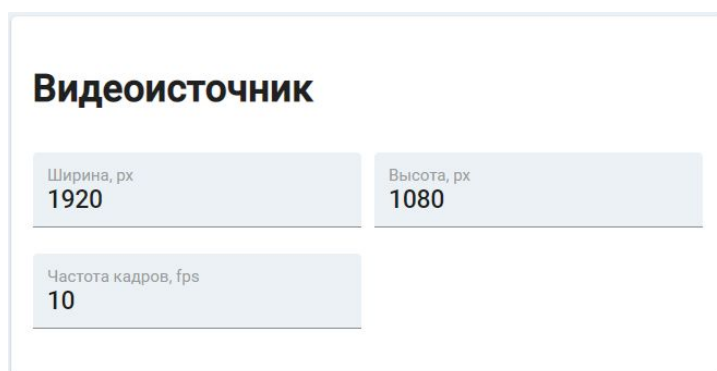 Видеоисточник
Ширина, px
1920
Высота, px
1080
Частота кадров, fps
10